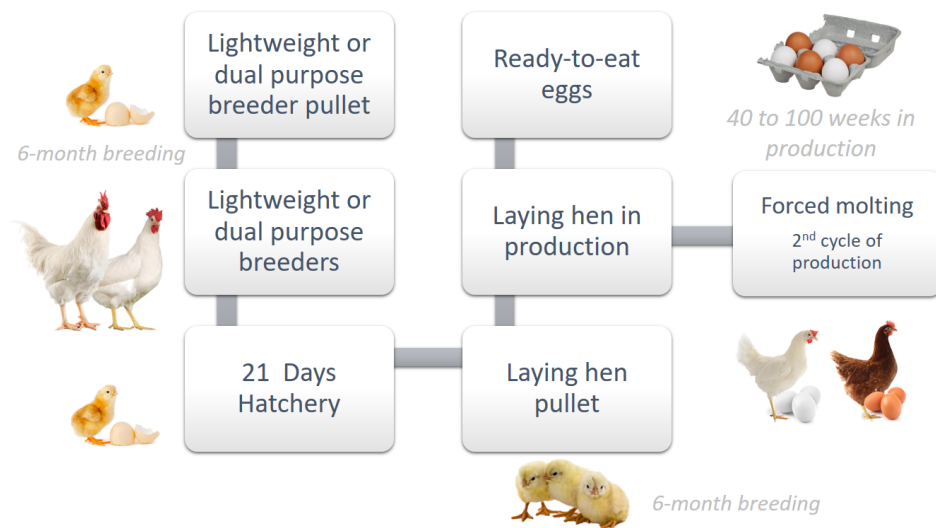 Lightweight or
dual purpose
breeder pullet
6-month breeding
Lightweight or
dual purpose
breeders
21 Days
Hatchery
Laying hen
pullet
6-month breeding
Laying hen in
production
Ready-to-eat
eggs
40 to 100 weeks in
production
Forced molting
2nd cycle of
production